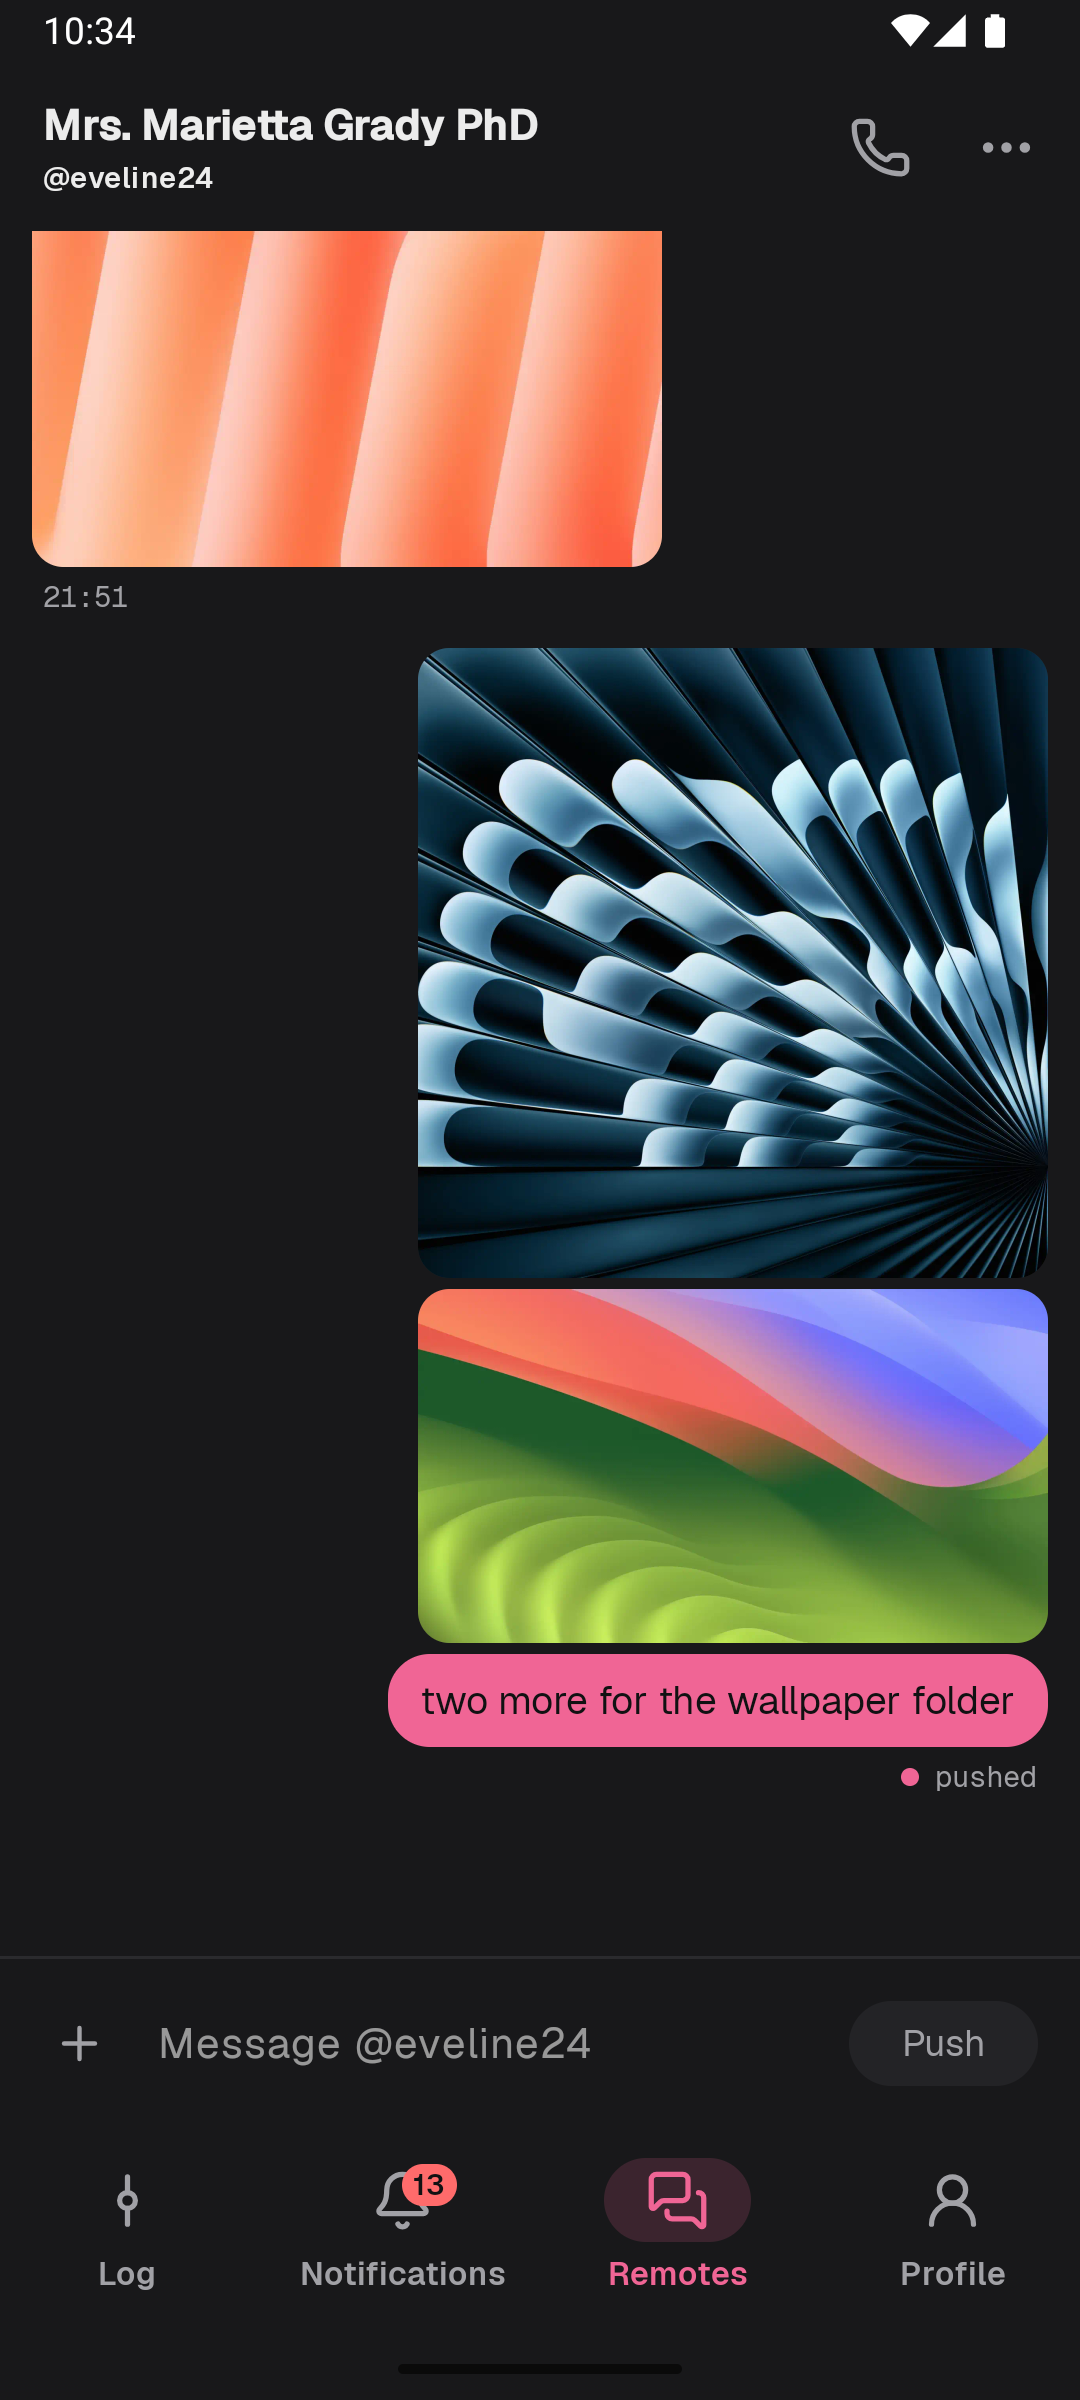 10:34
Mrs. Marietta Grady PhD
@eveline24
21:51
two more for the wallpaper folder
pushed
Message @eveline24
Push
13
Log
Notifications
Remotes
Profile